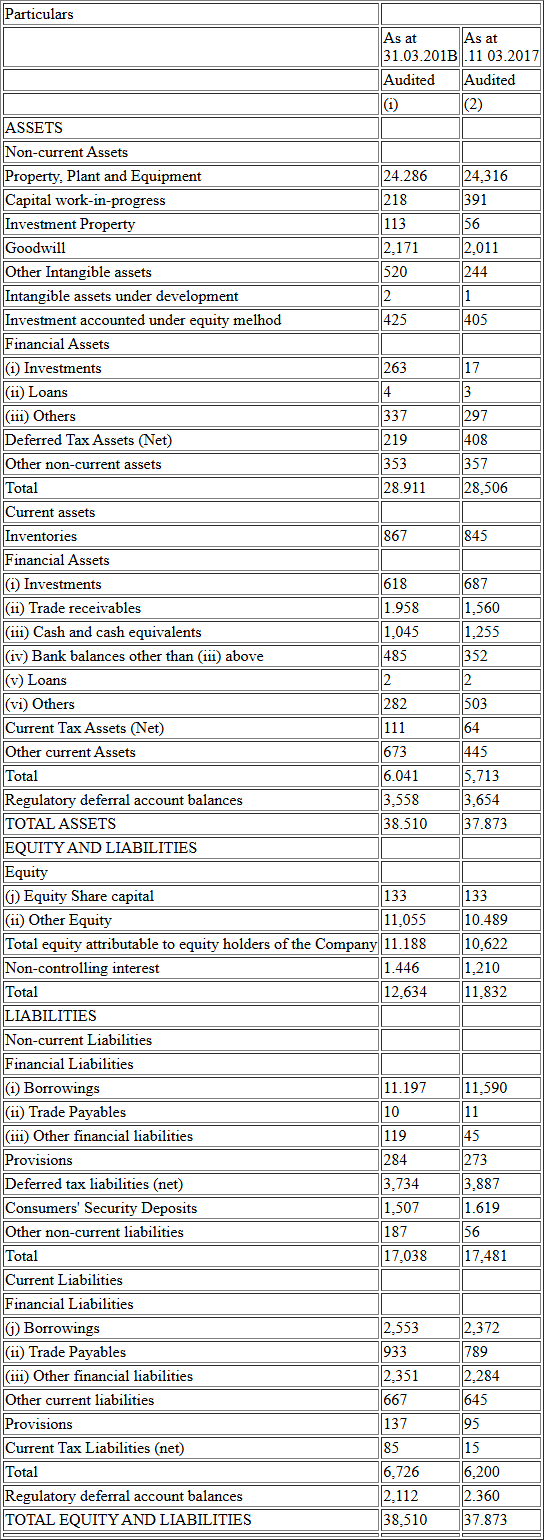 Particulars
As at 31.03.201B As at .11 03.2017
Audited Audited
(i) (2)
ASSETS
Non-current Assets
Property, Plant and Equipment 24.286 24,316
Capital work-in-progress 218 391
Investment Property 113 56
Goodwill 2,171 2,011
Other Intangible assets 520 244
Intangible assets under development 2 1
Investment accounted under equity melhod 425 405
Financial Assets
(i) Investments 263 17
(ii) Loans 4 3
(iii) Others 337 297
Deferred Tax Assets (Net) 219 408
Other non-current assets 353 357
Total 28.911 28,506
Current assets
Inventories 867 845
Financial Assets
(i) Investments 618 687
(ii) Trade receivables 1.958 1,560
(iii) Cash and cash equivalents 1,045 1,255
(iv) Bank balances other than (iii) above 485 352
(v) Loans 2 2
(vi) Others 282 503
Current Tax Assets (Net) 111 64
Other current Assets 673 445
Total 6.041 5,713
Regulatory deferral account balances 3,558 3,654
TOTAL ASSETS 38.510 37.873
EQUITY AND LIABILITIES
Equity
(j) Equity Share capital 133 133
(ii) Other Equity 11,055 10.489
Total equity attributable to equity holders of the Company 11.188 10,622
Non-controlling interest 1.446 1,210
Total 12,634 11,832
LIABILITIES
Non-current Liabilities
Financial Liabilities
(i) Borrowings 11.197 11,590
(ii) Trade Payables 10 11
(iii) Other financial liabilities 119 45
Provisions 284 273
Deferred tax liabilities (net) 3,734 3,887
Consumers' Security Deposits 1,507 1.619
Other non-current liabilities 187 56
Total 17,038 17,481
Current Liabilities
Financial Liabilities
(j) Borrowings 2,553 2,372
(ii) Trade Payables 933 789
(iii) Other financial liabilities 2,351 2,284
Other current liabilities 667 645
Provisions 137 95
Current Tax Liabilities (net) 85 15
Total 6,726 6,200
Regulatory deferral account balances 2,112 2.360
TOTAL EQUITY AND LIABILITIES 38,510 37.873